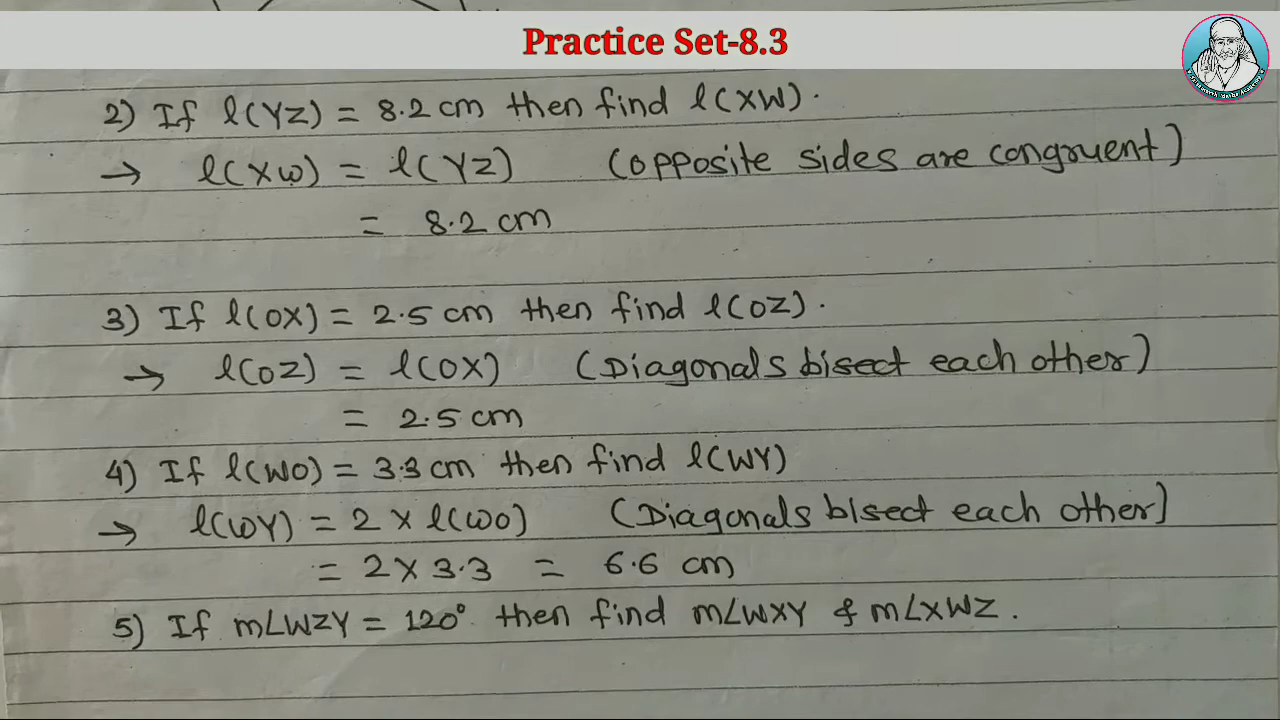 Practice Set-8.3
2) If l(YZ) = 8.2 cm then find l(XW).
→ l(XW) = l(YZ) (opposite sides are congruent)
= 8.2 cm
3) If l(OX) = 2.5 cm then find l(OZ).
→ l(OZ) = l(OX) (Diagonals bisect each other)
= 2.5 cm
4) If l(WO) = 3.3 cm then find l(WY)
→ l(WY) = 2 × l(WO) (Diagonals bisect each other)
= 2 × 3.3 = 6.6 cm
5) If m∠WZY = 120° then find m∠WXY & m∠XWZ.